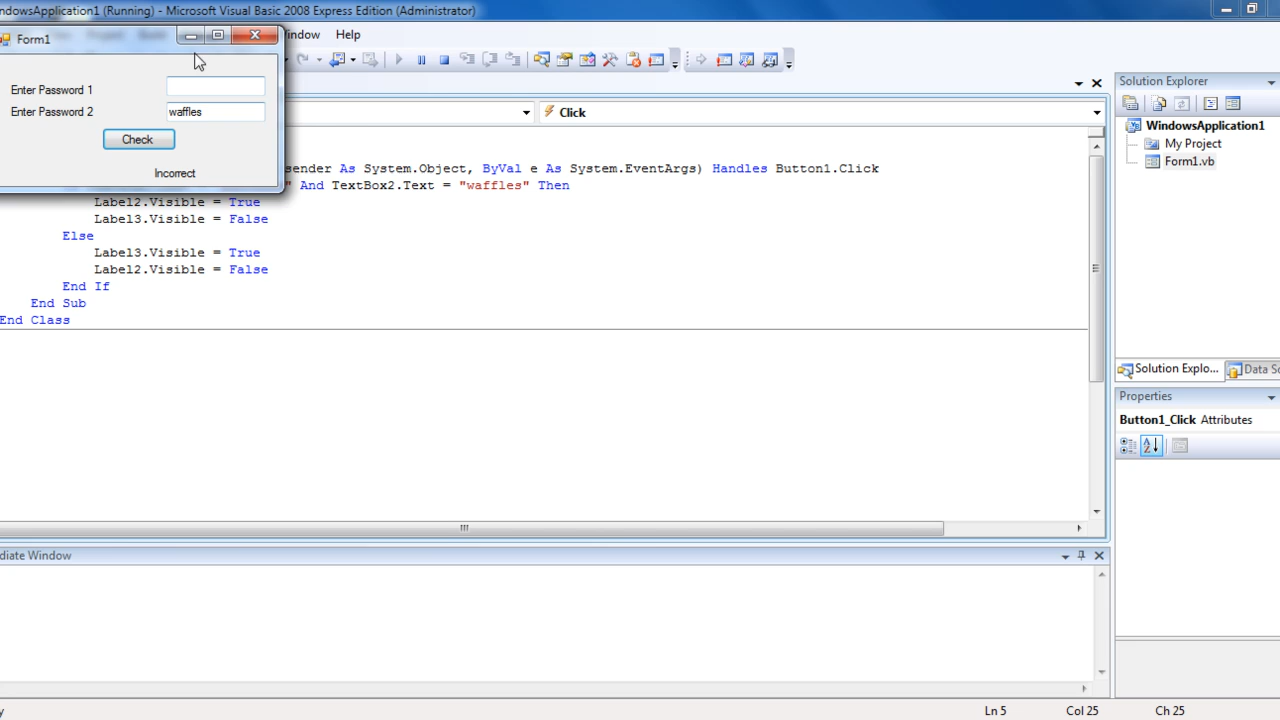 ndowsApplication1 (Running) - Microsoft Visual Basic 2008 Express Edition (Administrator)
Form1
indow Help
Enter Password 1
Enter Password 2 waffles
Check
Incorrect
Click
sender As System.Object, ByVal e As System.EventArgs) Handles Button1.Click
" And TextBox2.Text = "waffles" Then
Label2.Visible = True
Label3.Visible = False
Else
Label3.Visible = True
Label2.Visible = False
End If
End Sub
End Class
Solution Explorer
WindowsApplication1
My Project
Form1.vb
Solution Explo... Data So
Properties
Button1_Click Attributes
diate Window
y Ln 5 Col 25 Ch 25